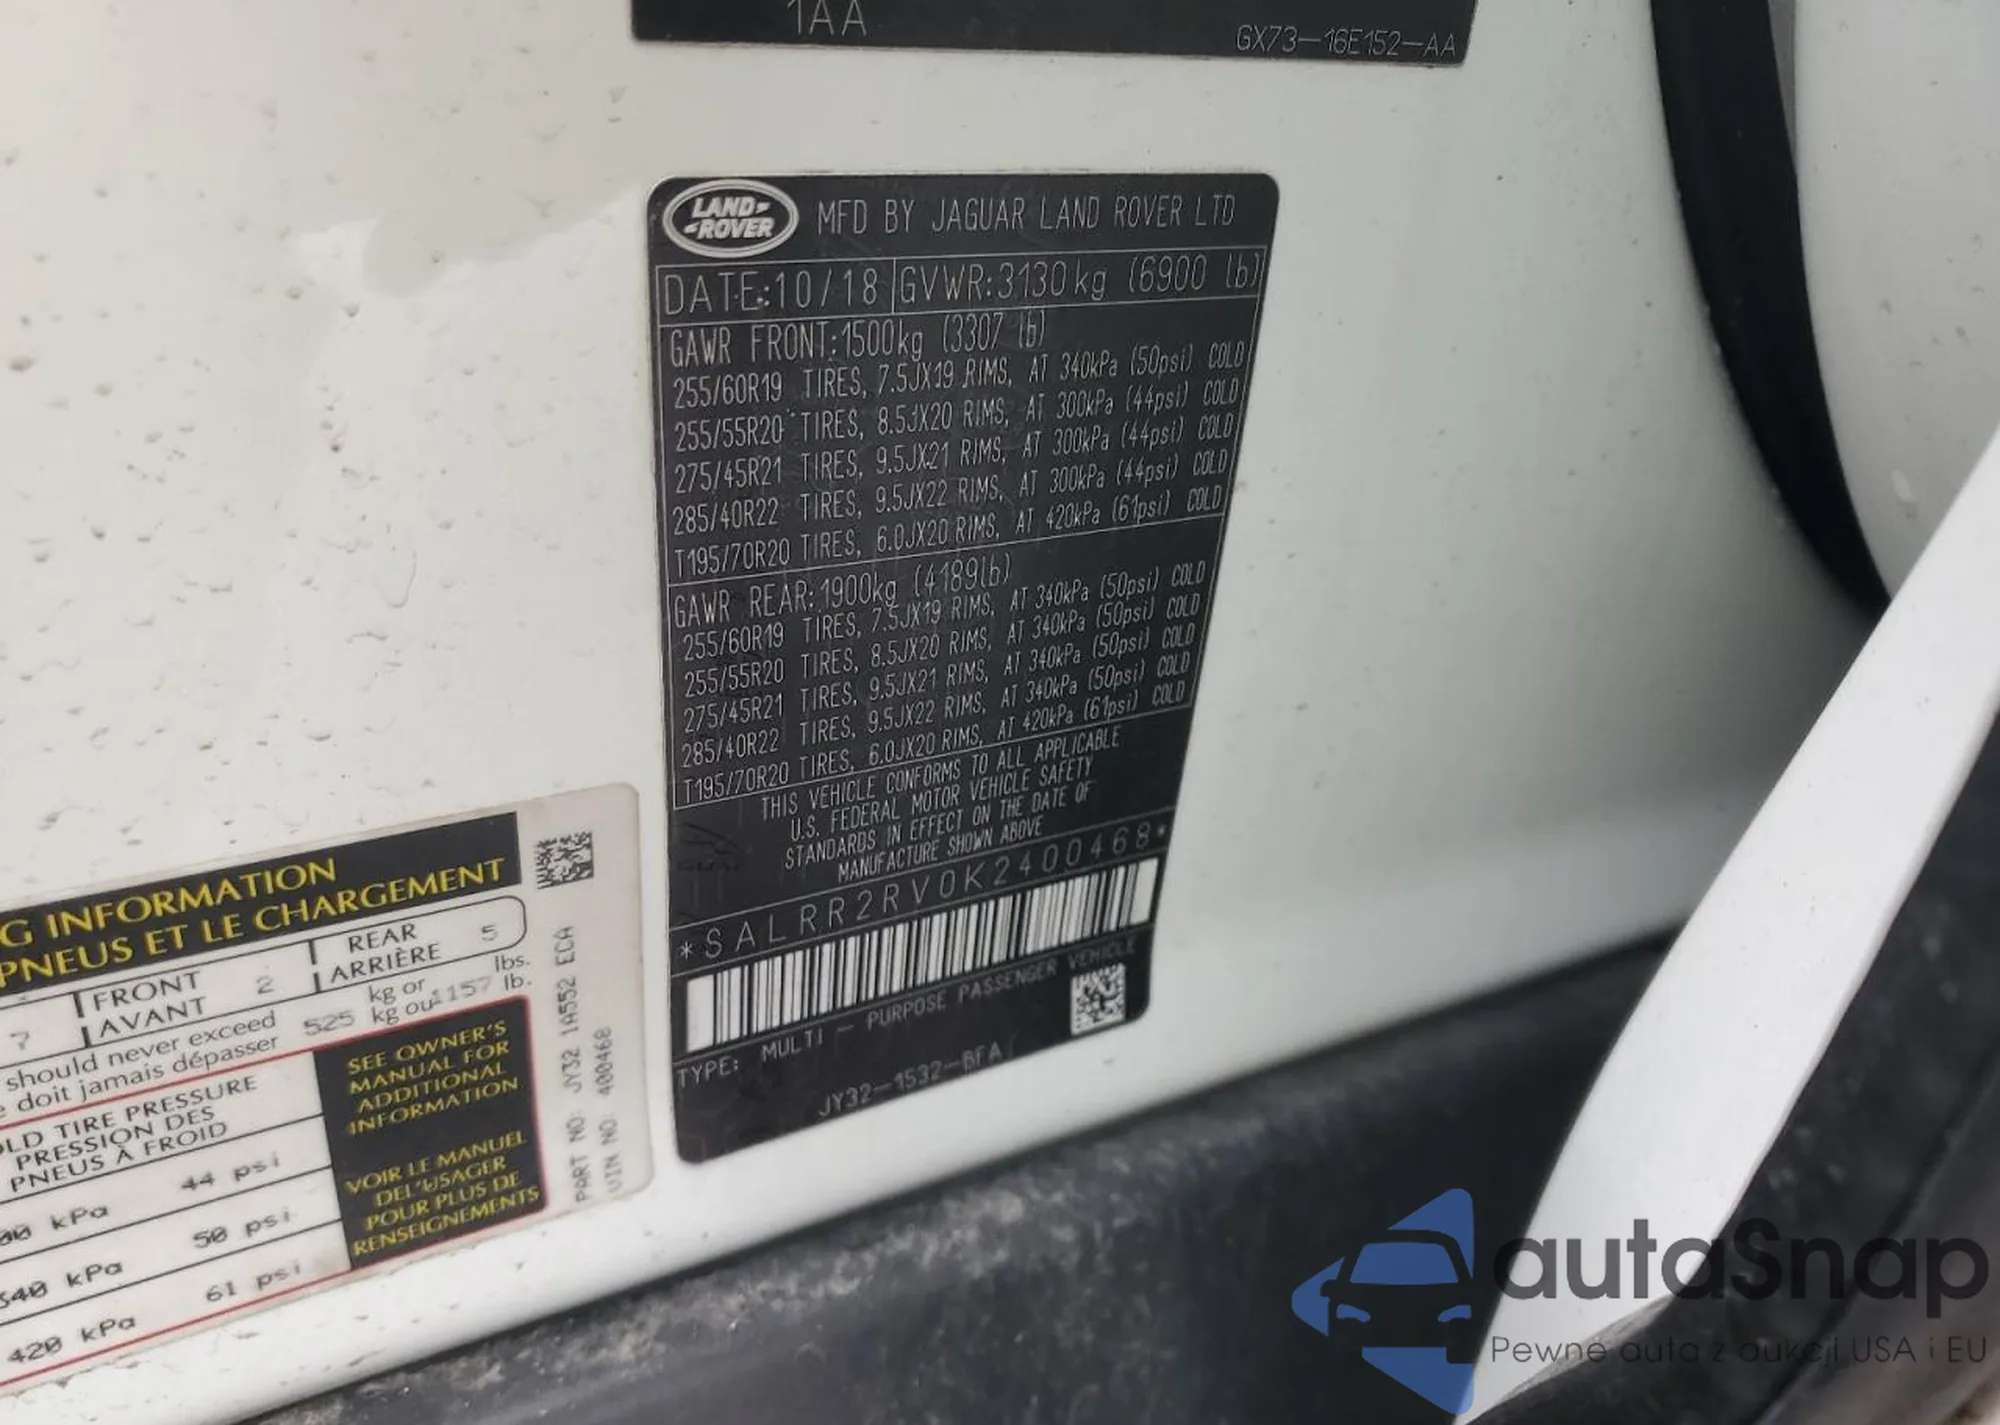 1AA
GX73-16E152-AA
LAND-
-ROVER
MFD BY JAGUAR LAND ROVER LTD
DATE:10/18 GVWR:3130kg (6900 lb)
GAWR FRONT:1500kg (3307 lb)
255/60R19 TIRES, 7.5JX19 RIMS, AT 340kPa (50psi) COLD
255/55R20 TIRES, 8.5JX20 RIMS, AT 300kPa (44psi) COLD
275/45R21 TIRES, 9.5JX21 RIMS, AT 300kPa (44psi) COLD
285/40R22 TIRES, 9.5JX22 RIMS, AT 300kPa (44psi) COLD
T195/70R20 TIRES, 6.0JX20 RIMS, AT 420kPa (61psi) COLD
GAWR REAR:1900kg (4189lb)
255/60R19 TIRES, 7.5JX19 RIMS, AT 340kPa (50psi) COLD
255/55R20 TIRES, 8.5JX20 RIMS, AT 340kPa (50psi) COLD
275/45R21 TIRES, 9.5JX21 RIMS, AT 340kPa (50psi) COLD
285/40R22 TIRES, 9.5JX22 RIMS, AT 340kPa (50psi) COLD
T195/70R20 TIRES, 6.0JX20 RIMS, AT 420kPa (61psi) COLD
THIS VEHICLE CONFORMS TO ALL APPLICABLE
U.S. FEDERAL MOTOR VEHICLE SAFETY
STANDARDS IN EFFECT ON THE DATE OF
MANUFACTURE SHOWN ABOVE
*SALRR2RV0K2400468*
TYPE: MULTI - PURPOSE PASSENGER VEHICLE
JY32-1532-BFA
G INFORMATION
PNEUS ET LE CHARGEMENT
7 FRONT 2 REAR 5
AVANT ARRIÈRE
should never exceed 525 kg or 1157 lbs.
doit jamais dépasser kg ou lb.
OLD TIRE PRESSURE
PRESSION DES
PNEUS À FROID
00 kPa 44 psi
340 kPa 50 psi
420 kPa 61 psi
SEE OWNER'S
MANUAL FOR
ADDITIONAL
INFORMATION
VOIR LE MANUEL
DEL'USAGER
POUR PLUS DE
RENSEIGNEMENTS
PART NO: JY32 1A552 ECA
VIN NO: 400468
autaSnap
Pewne auta z aukcji USA i EU